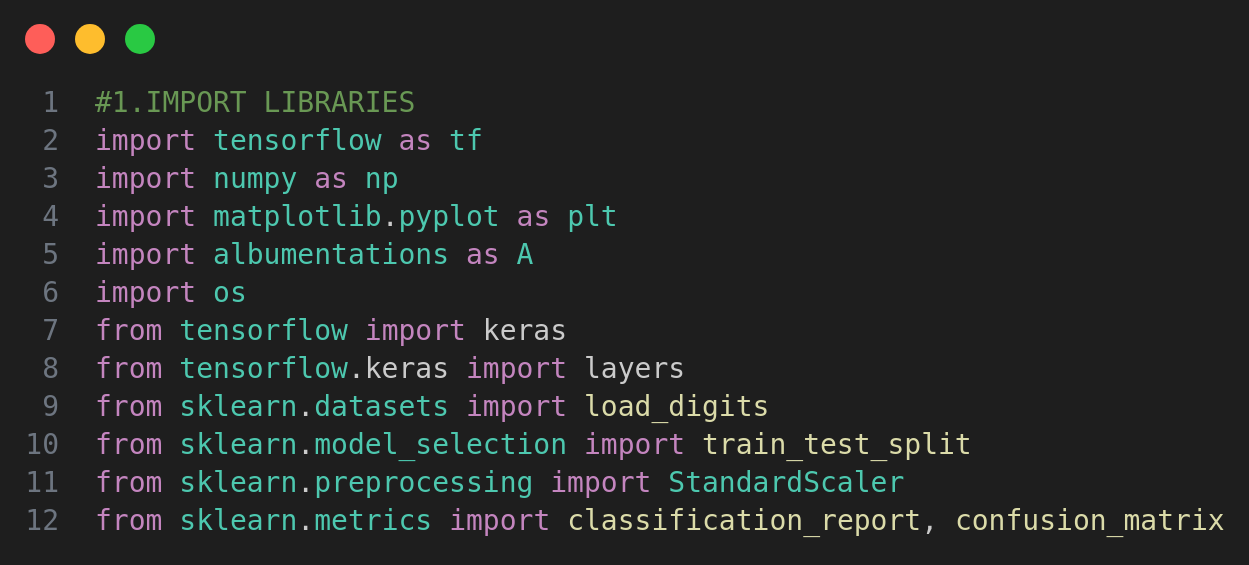 1 #1.IMPORT LIBRARIES
2 import tensorflow as tf
3 import numpy as np
4 import matplotlib.pyplot as plt
5 import albumentations as A
6 import os
7 from tensorflow import keras
8 from tensorflow.keras import layers
9 from sklearn.datasets import load_digits
10 from sklearn.model_selection import train_test_split
11 from sklearn.preprocessing import StandardScaler
12 from sklearn.metrics import classification_report, confusion_matrix